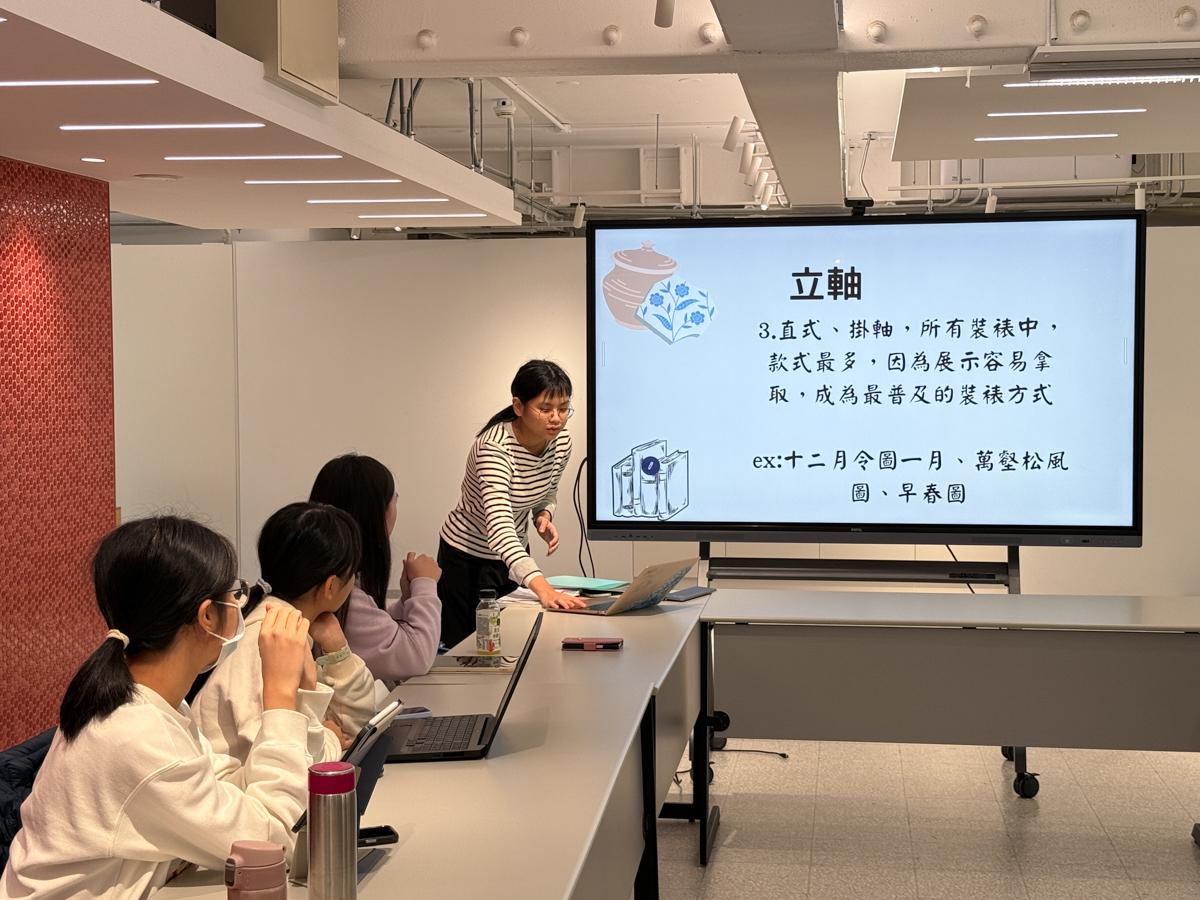 立軸
3.直式、掛軸，所有裝裱中，
款式最多，因為展示容易拿
取，成為最普及的裝裱方式
ex:十二月令圖一月、萬壑松風
圖、早春圖
BENQ